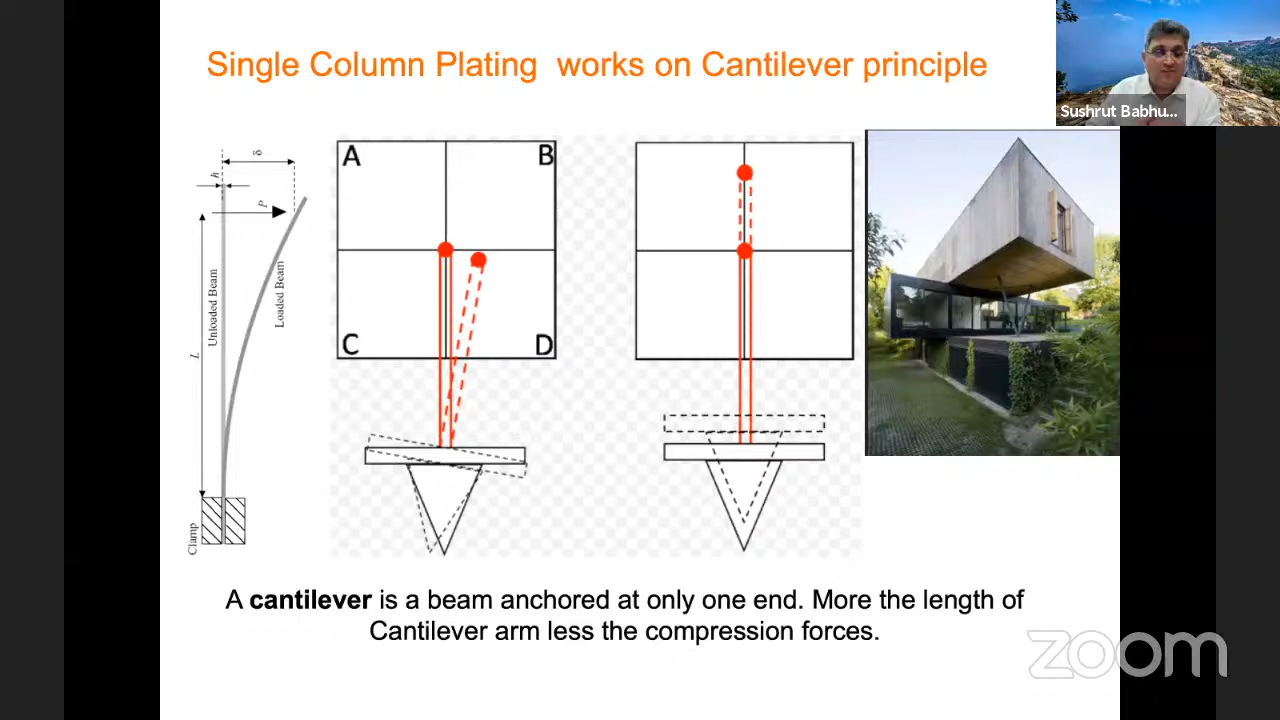 Single Column Plating works on Cantilever principle
Sushrut Babhu...
δ
h
P
Unloaded Beam
Loaded Beam
L
Clamp
A
B
C
D
A cantilever is a beam anchored at only one end. More the length of
Cantilever arm less the compression forces.
zoom